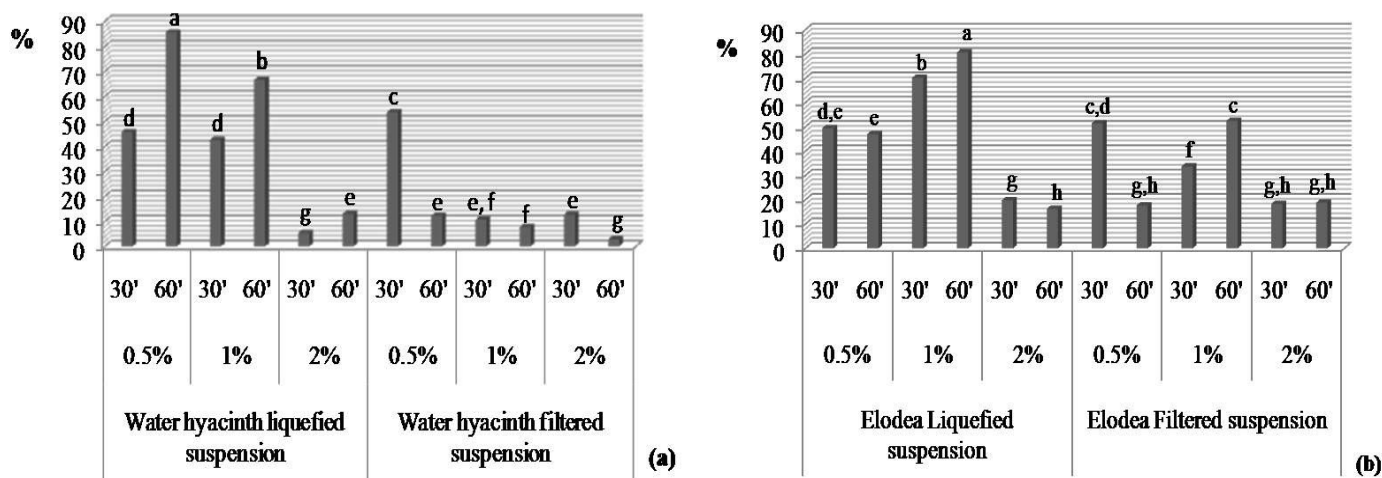 %
90
80
70
60
50
40
30
20
10
0
d a d b g e c e e,f f e g
30' 60' 30' 60' 30' 60' 30' 60' 30' 60' 30' 60'
0.5% 1% 2% 0.5% 1% 2%
Water hyacinth liquefied
suspension
Water hyacinth filtered
suspension
(a)
%
90
80
70
60
50
40
30
20
10
0
d,e e b a g h c,d g,h f c g,h g,h
30' 60' 30' 60' 30' 60' 30' 60' 30' 60' 30' 60'
0.5% 1% 2% 0.5% 1% 2%
Elodea Liquefied
suspension
Elodea Filtered suspension
(b)